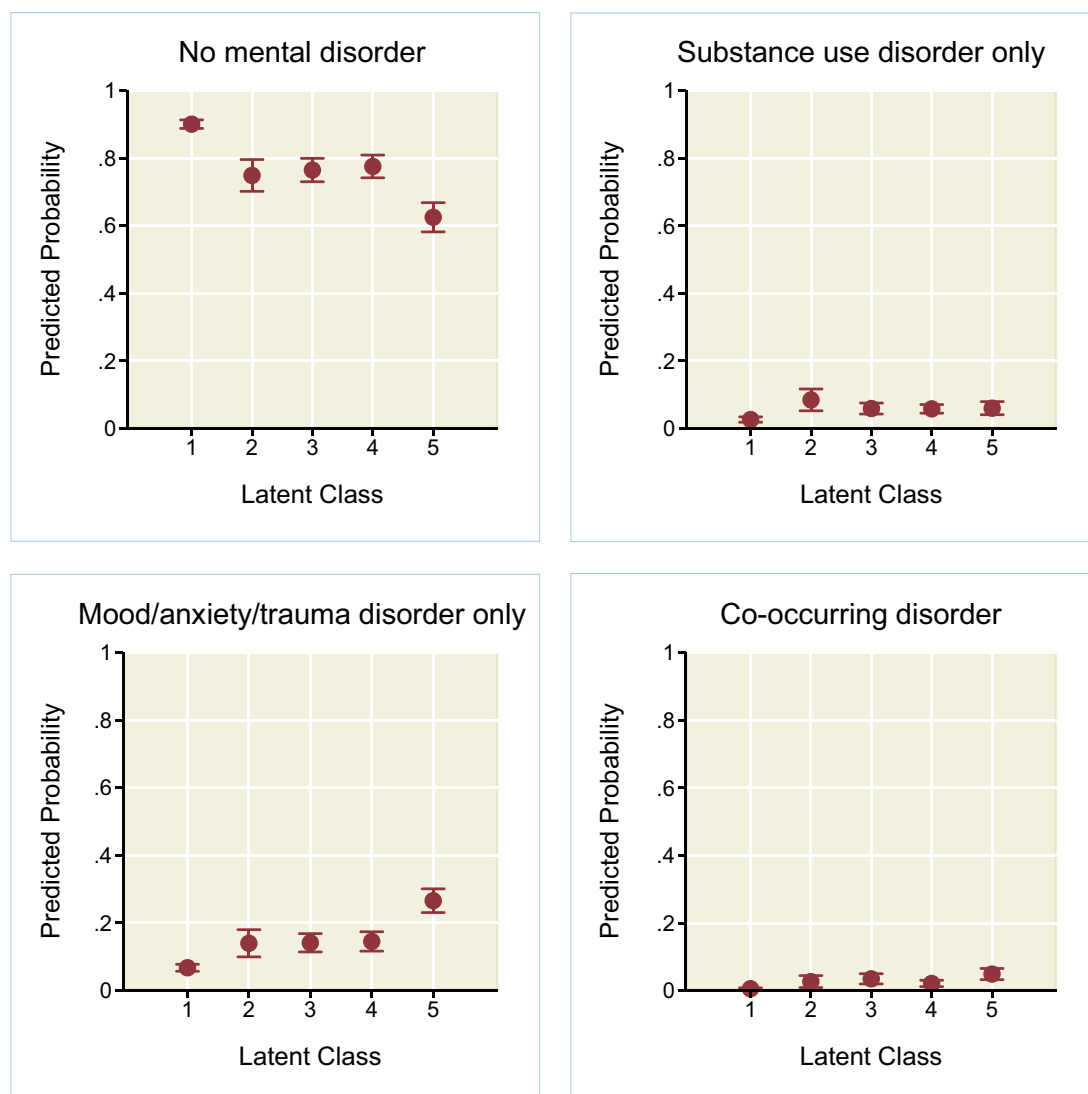 No mental disorder
Predicted Probability
1
.8
.6
.4
.2
0
1 2 3 4 5
Latent Class
Substance use disorder only
Predicted Probability
1
.8
.6
.4
.2
0
1 2 3 4 5
Latent Class
Mood/anxiety/trauma disorder only
Predicted Probability
1
.8
.6
.4
.2
0
1 2 3 4 5
Latent Class
Co-occurring disorder
Predicted Probability
1
.8
.6
.4
.2
0
1 2 3 4 5
Latent Class